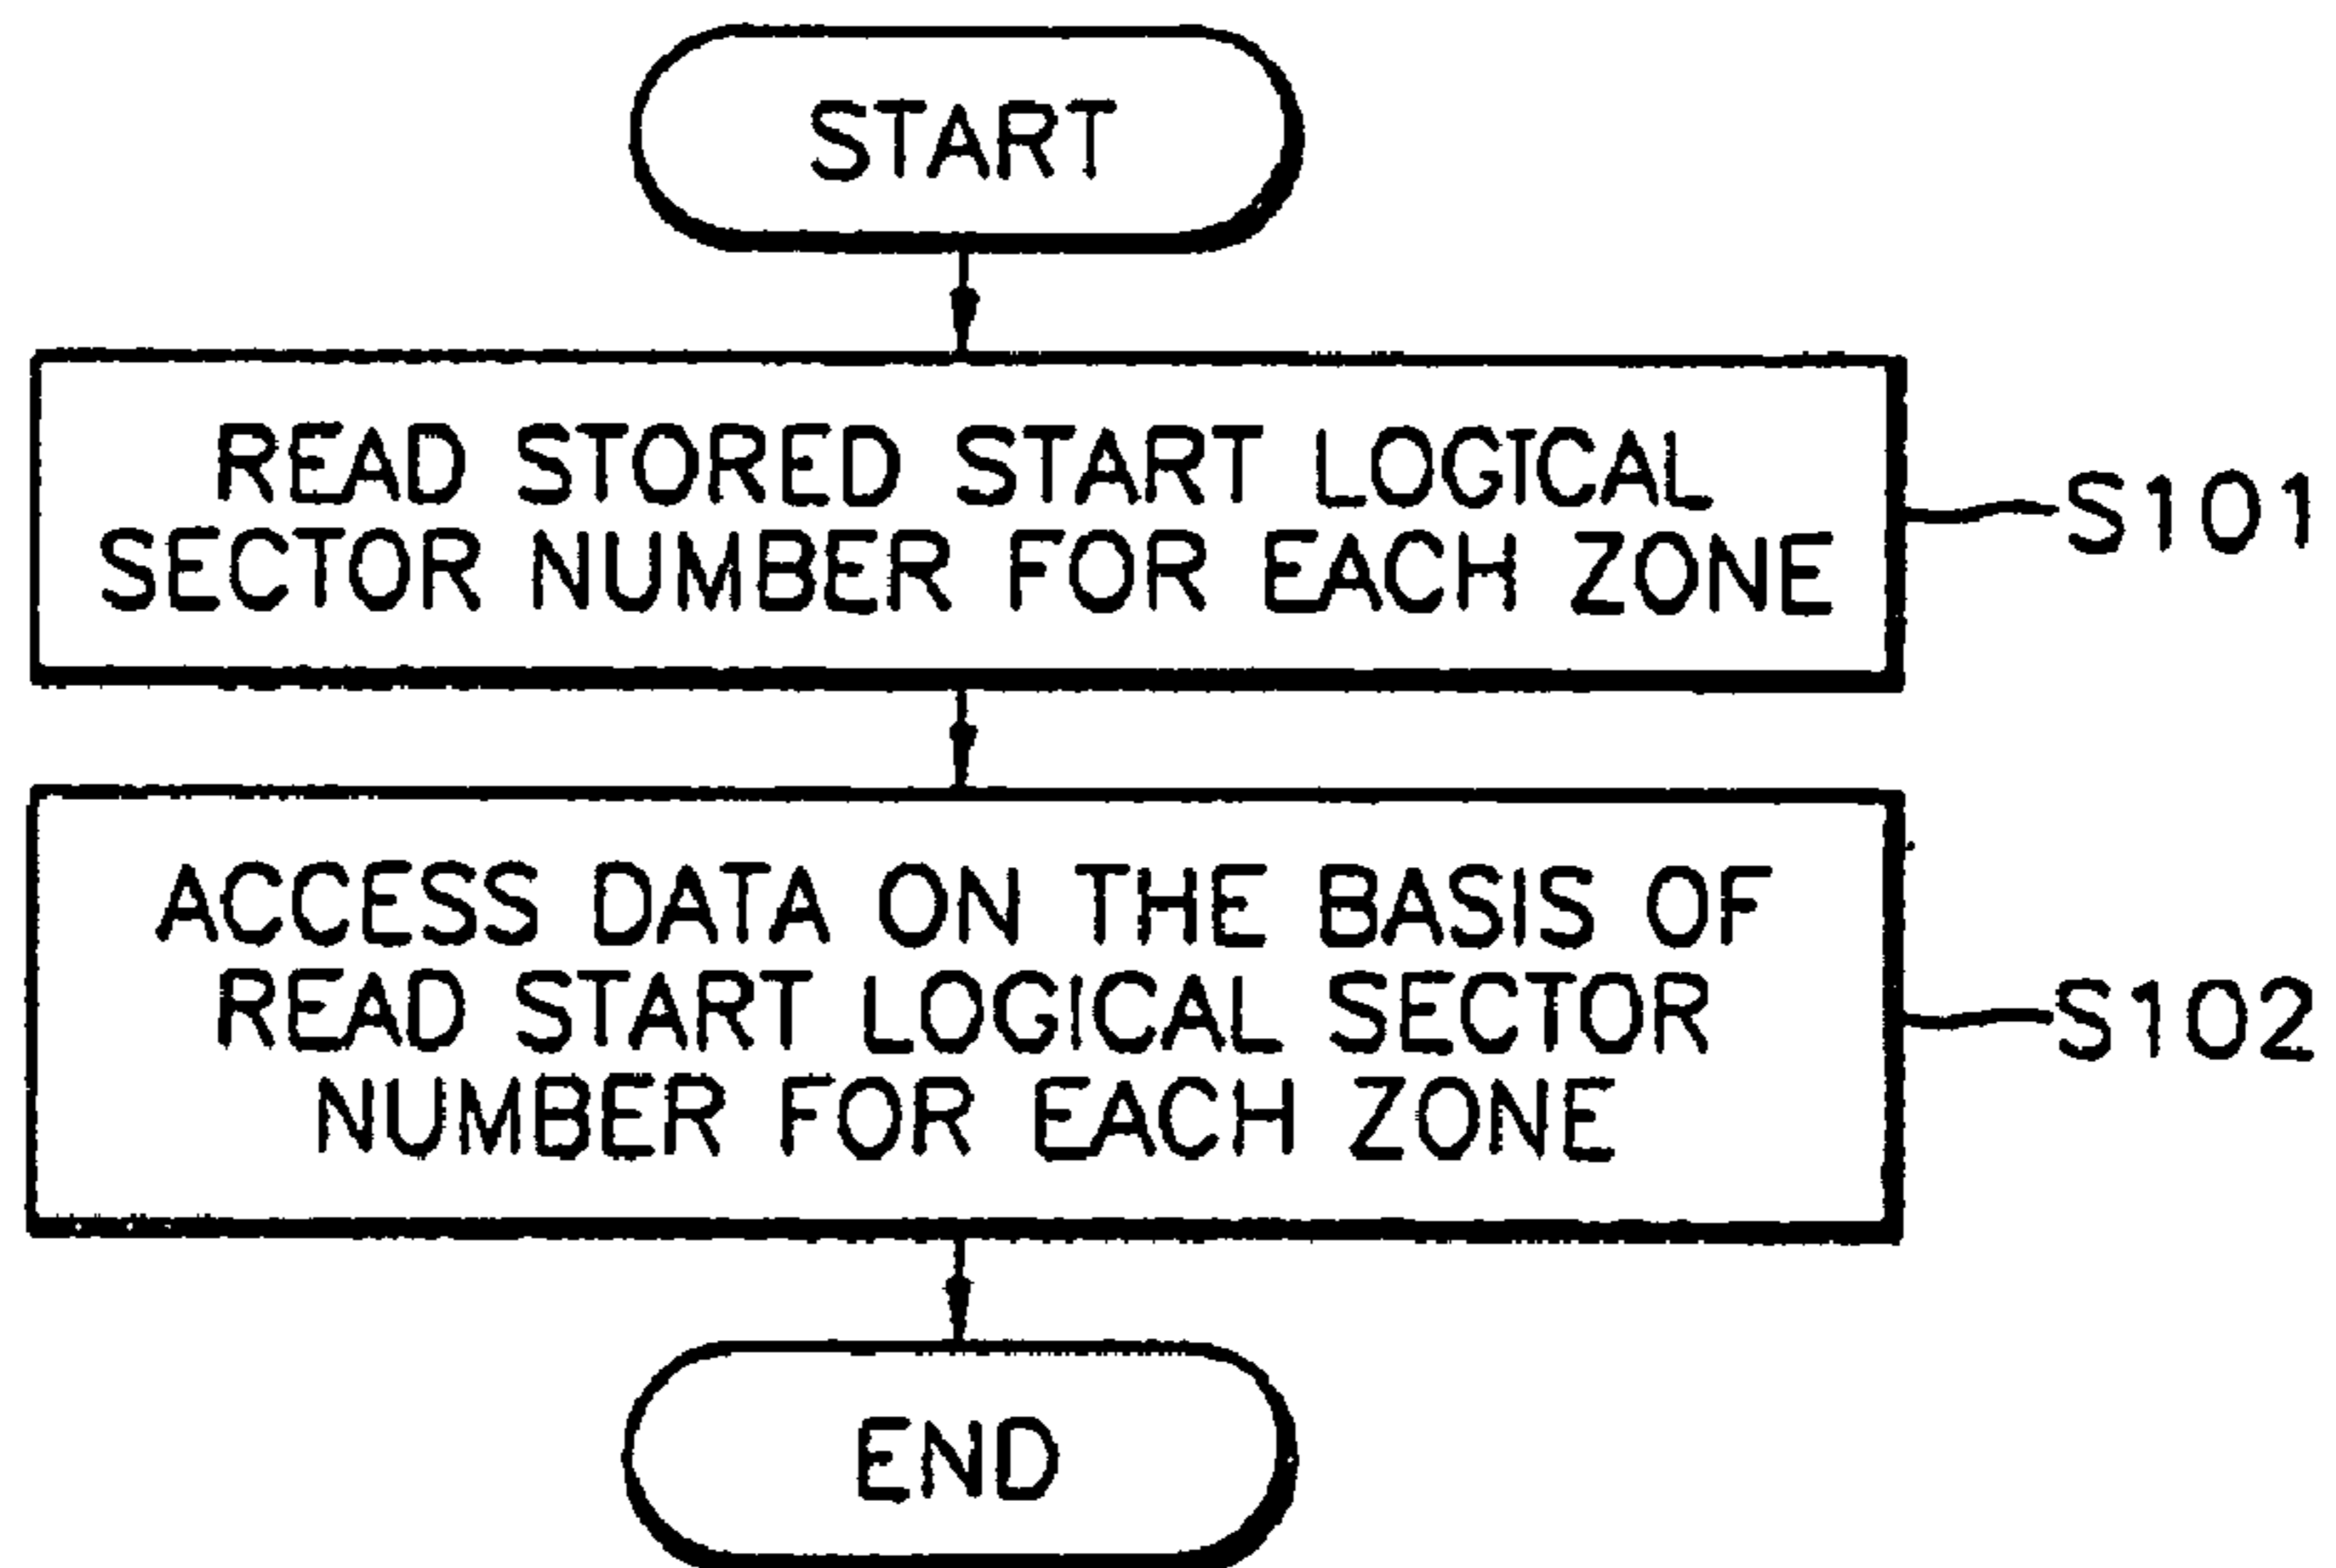 START
READ STORED START LOGICAL
SECTOR NUMBER FOR EACH ZONE
S101
ACCESS DATA ON THE BASIS OF
READ START LOGICAL SECTOR
NUMBER FOR EACH ZONE
S102
END